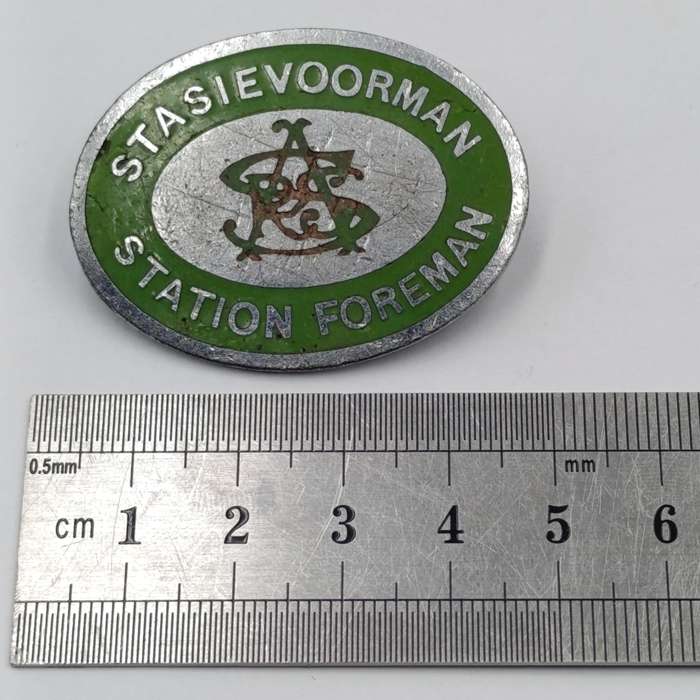 STASIEVOORMAN
STATION FOREMAN
0.5mm
mm
cm 1 2 3 4 5 6